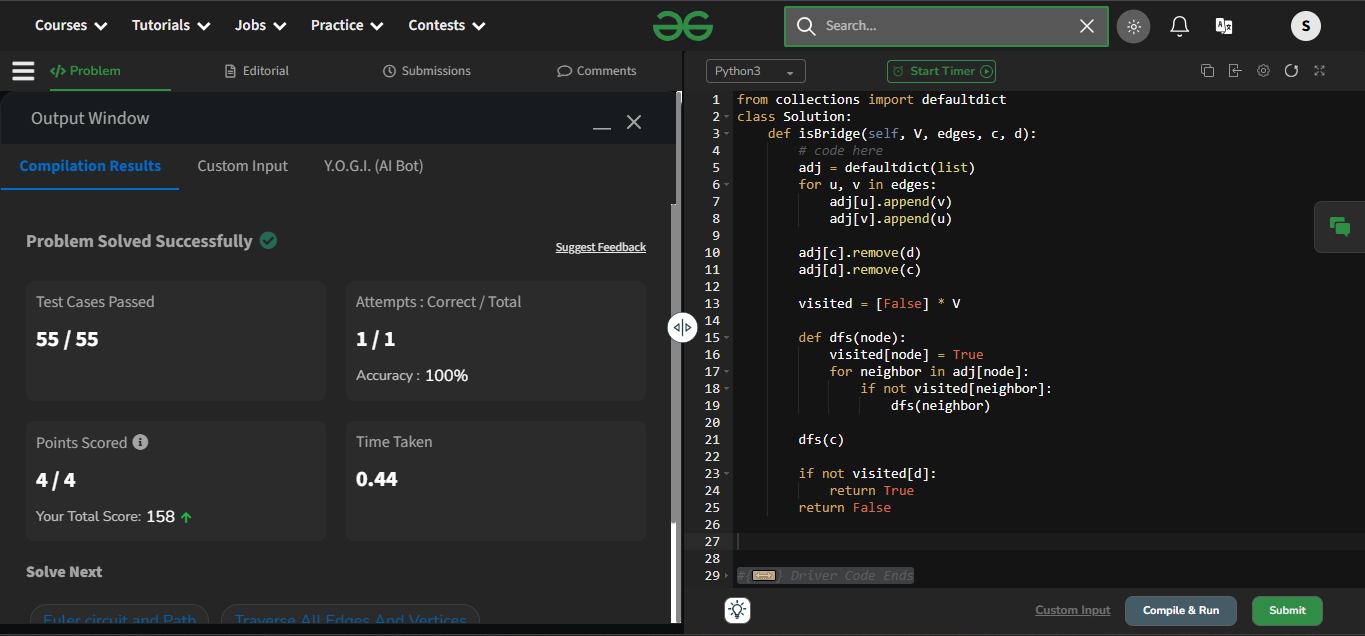 Courses Tutorials Jobs Practice Contests Search... S
</> Problem Editorial Submissions Comments
Output Window
Compilation Results Custom Input Y.O.G.I. (AI Bot)
Problem Solved Successfully
Suggest Feedback
Test Cases Passed
55 / 55
Attempts : Correct / Total
1 / 1
Accuracy : 100%
Points Scored
4 / 4
Your Total Score: 158
Time Taken
0.44
Solve Next
Euler circuit and Path Traverse All Edges And Vertices
Python3 Start Timer
1 from collections import defaultdict
2 class Solution:
3 def isBridge(self, V, edges, c, d):
4 # code here
5 adj = defaultdict(list)
6 for u, v in edges:
7 adj[u].append(v)
8 adj[v].append(u)
9
10 adj[c].remove(d)
11 adj[d].remove(c)
12
13 visited = [False] * V
14
15 def dfs(node):
16 visited[node] = True
17 for neighbor in adj[node]:
18 if not visited[neighbor]:
19 dfs(neighbor)
20
21 dfs(c)
22
23 if not visited[d]:
24 return True
25 return False
26
27
28
29 #{ } Driver Code Ends
Custom Input Compile & Run Submit